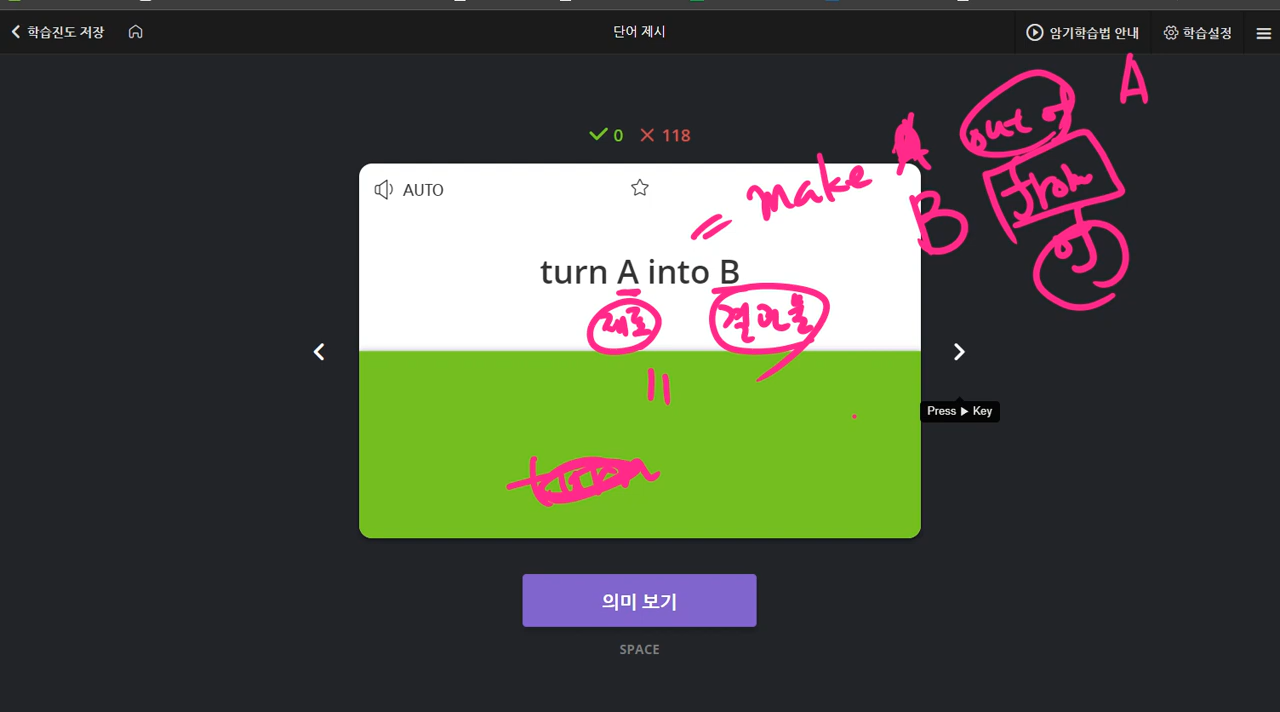 학습진도 저장
단어 제시
암기학습법 안내
학습설정
A
out of
0 118
AUTO
= make
B
from
of
turn A into B
재료
결과물
Press ▶ Key
의미 보기
SPACE